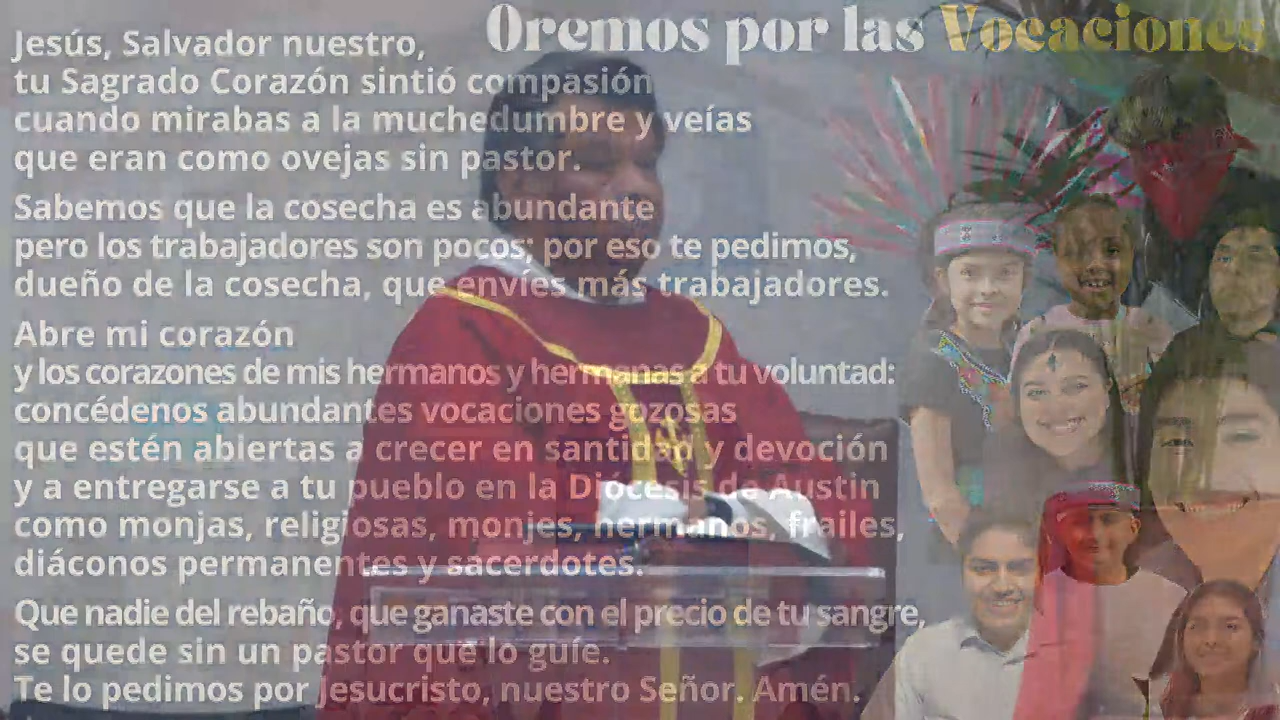 Oremos por las Vocaciones
Jesús, Salvador nuestro,
tu Sagrado Corazón sintió compasión
cuando mirabas a la muchedumbre y veías
que eran como ovejas sin pastor.
Sabemos que la cosecha es abundante
pero los trabajadores son pocos; por eso te pedimos,
dueño de la cosecha, que envíes más trabajadores.
Abre mi corazón
y los corazones de mis hermanos y hermanas a tu voluntad:
concédenos abundantes vocaciones gozosas
que estén abiertas a crecer en santidad y devoción
y a entregarse a tu pueblo en la Diócesis de Austin
como monjas, religiosas, monjes, hermanos, frailes,
diáconos permanentes y sacerdotes.
Que nadie del rebaño, que ganaste con el precio de tu sangre,
se quede sin un pastor que lo guíe.
Te lo pedimos por Jesucristo, nuestro Señor. Amén.